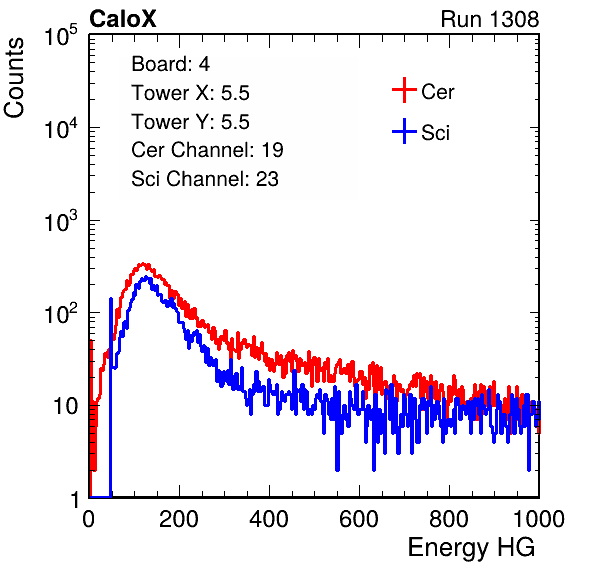 CaloX Run 1308
Counts
10^5
10^4
10^3
10^2
10
1
Board: 4
Tower X: 5.5
Tower Y: 5.5
Cer Channel: 19
Sci Channel: 23
Cer
Sci
0 200 400 600 800 1000
Energy HG